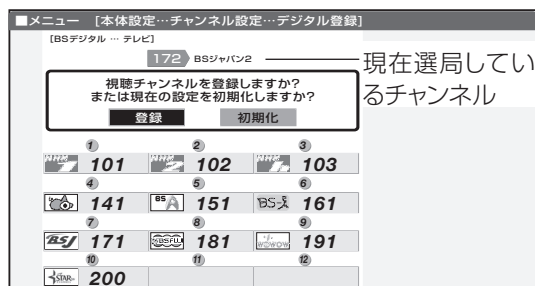 ■メニュー [本体設定…チャンネル設定…デジタル登録]
[BSデジタル … テレビ]
172 BSジャパン2
現在選局してい
るチャンネル
視聴チャンネルを登録しますか?
または現在の設定を初期化しますか?
登録 初期化
1 2 3
101 102 103
4 5 6
141 BS 151 161
7 8 9
BSJ 171 BSFUJI 181 WOWOW 191
10 11 12
STAR 200